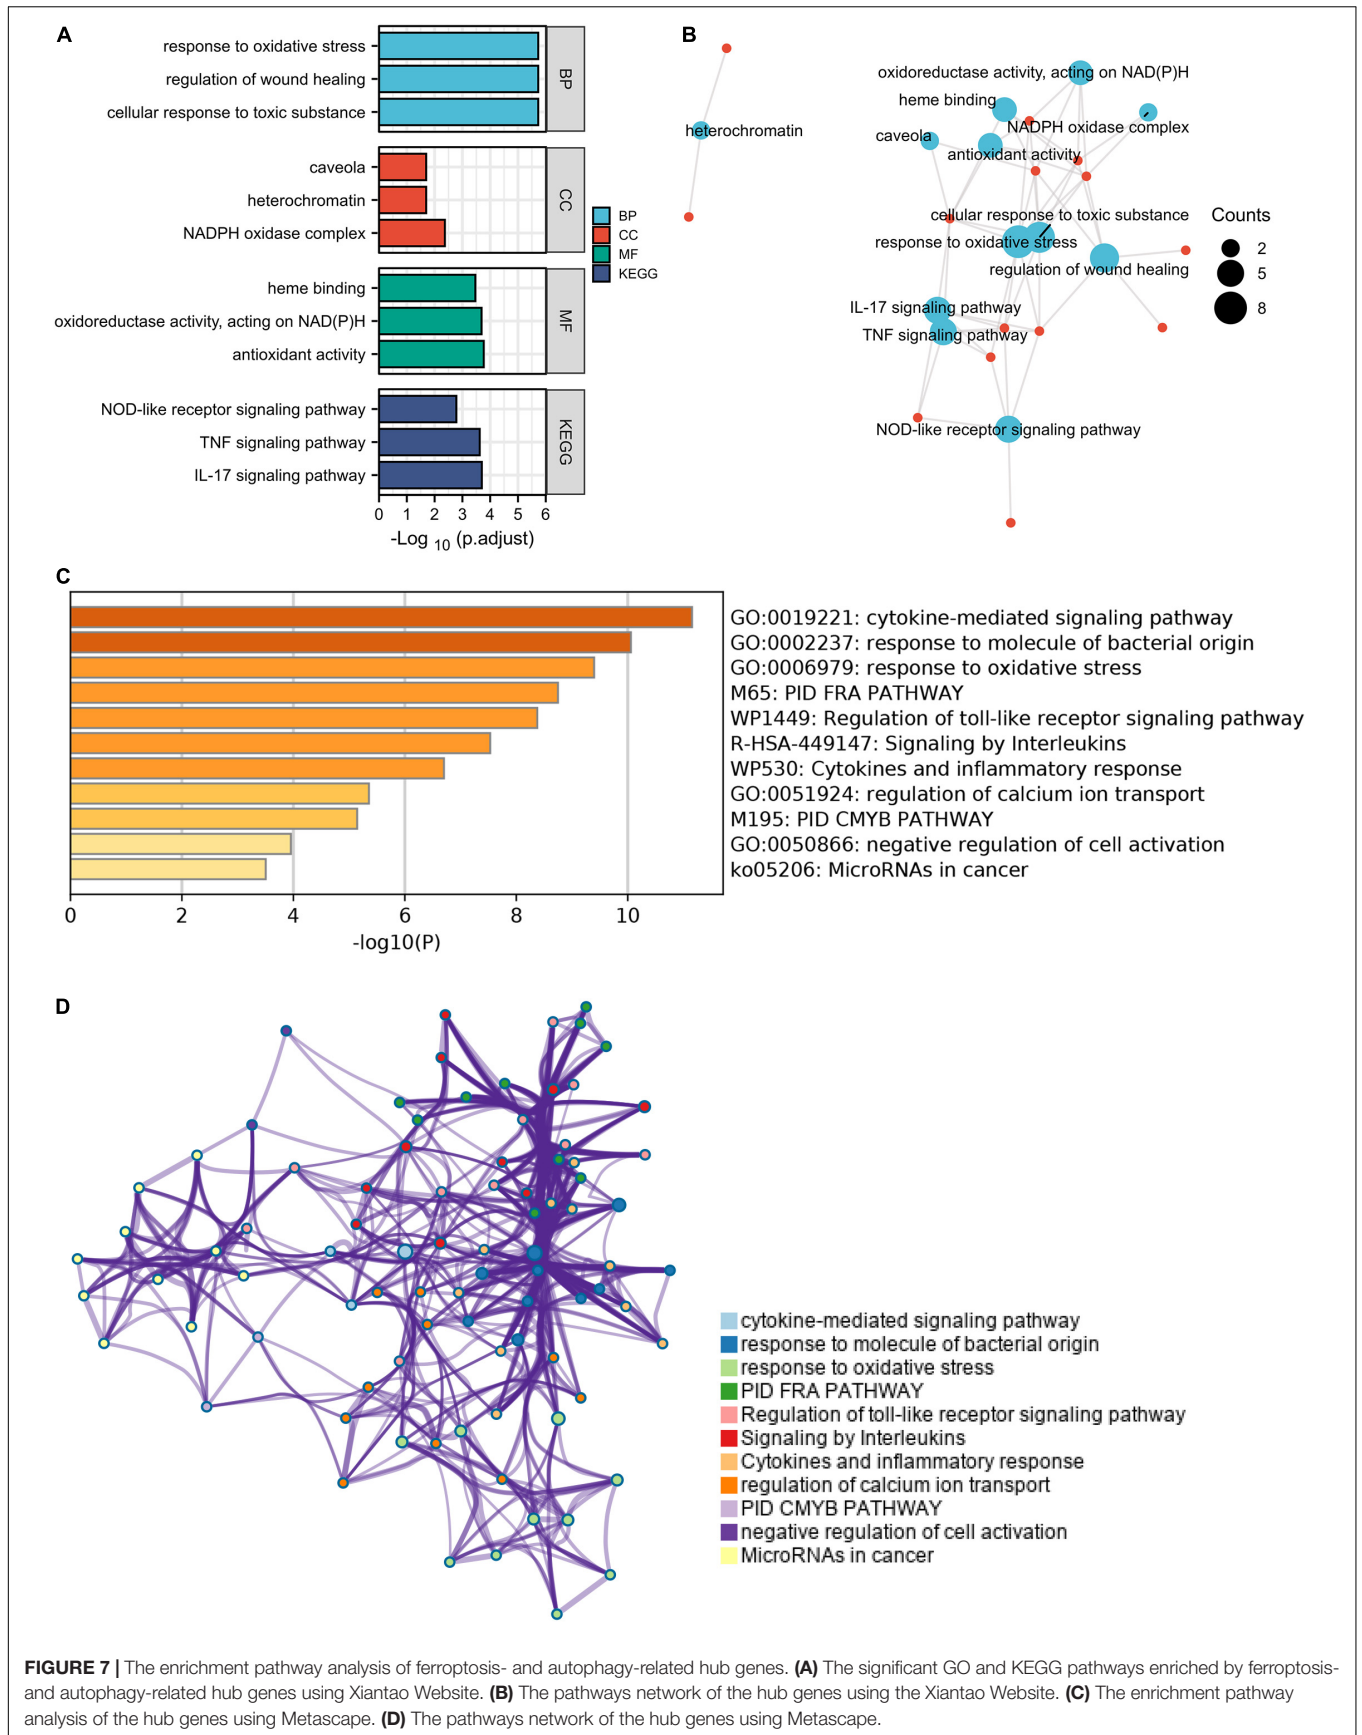 A
response to oxidative stress
regulation of wound healing
cellular response to toxic substance
BP
caveola
heterochromatin
NADPH oxidase complex
CC
heme binding
oxidoreductase activity, acting on NAD(P)H
antioxidant activity
MF
NOD-like receptor signaling pathway
TNF signaling pathway
IL-17 signaling pathway
KEGG
0 1 2 3 4 5 6
-Log 10 (p.adjust)
BP
CC
MF
KEGG
B
oxidoreductase activity, acting on NAD(P)H
heme binding
NADPH oxidase complex
heterochromatin
caveola
antioxidant activity
cellular response to toxic substance
response to oxidative stress
regulation of wound healing
IL-17 signaling pathway
TNF signaling pathway
NOD-like receptor signaling pathway
Counts
2
5
8
C
GO:0019221: cytokine-mediated signaling pathway
GO:0002237: response to molecule of bacterial origin
GO:0006979: response to oxidative stress
M65: PID FRA PATHWAY
WP1449: Regulation of toll-like receptor signaling pathway
R-HSA-449147: Signaling by Interleukins
WP530: Cytokines and inflammatory response
GO:0051924: regulation of calcium ion transport
M195: PID CMYB PATHWAY
GO:0050866: negative regulation of cell activation
ko05206: MicroRNAs in cancer
0 2 4 6 8 10
-log10(P)
D
cytokine-mediated signaling pathway
response to molecule of bacterial origin
response to oxidative stress
PID FRA PATHWAY
Regulation of toll-like receptor signaling pathway
Signaling by Interleukins
Cytokines and inflammatory response
regulation of calcium ion transport
PID CMYB PATHWAY
negative regulation of cell activation
MicroRNAs in cancer
FIGURE 7 | The enrichment pathway analysis of ferroptosis- and autophagy-related hub genes. (A) The significant GO and KEGG pathways enriched by ferroptosis-
and autophagy-related hub genes using Xiantao Website. (B) The pathways network of the hub genes using the Xiantao Website. (C) The enrichment pathway
analysis of the hub genes using Metascape. (D) The pathways network of the hub genes using Metascape.